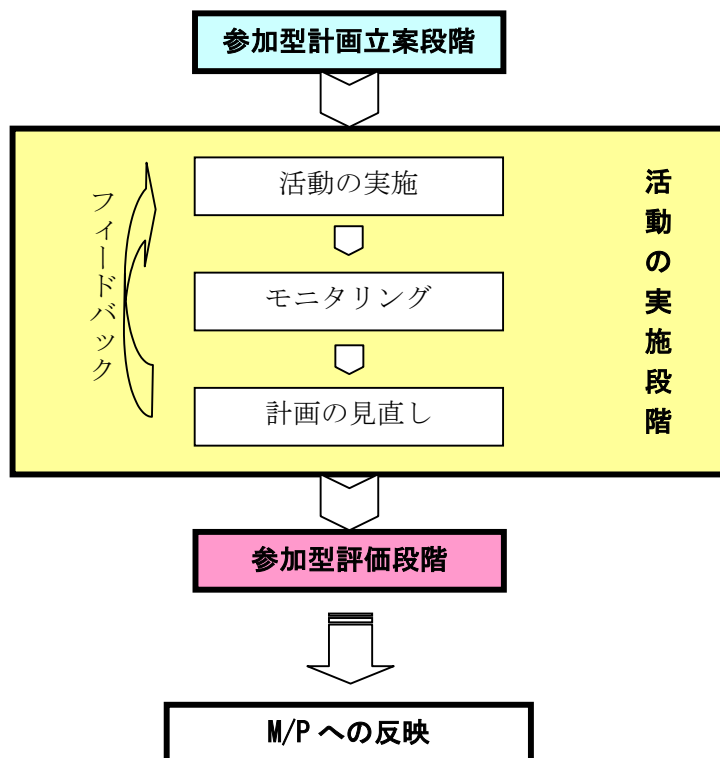 参加型計画立案段階
活動の実施
モニタリング
計画の見直し
フィードバック
活動の実施段階
参加型評価段階
M/P への反映